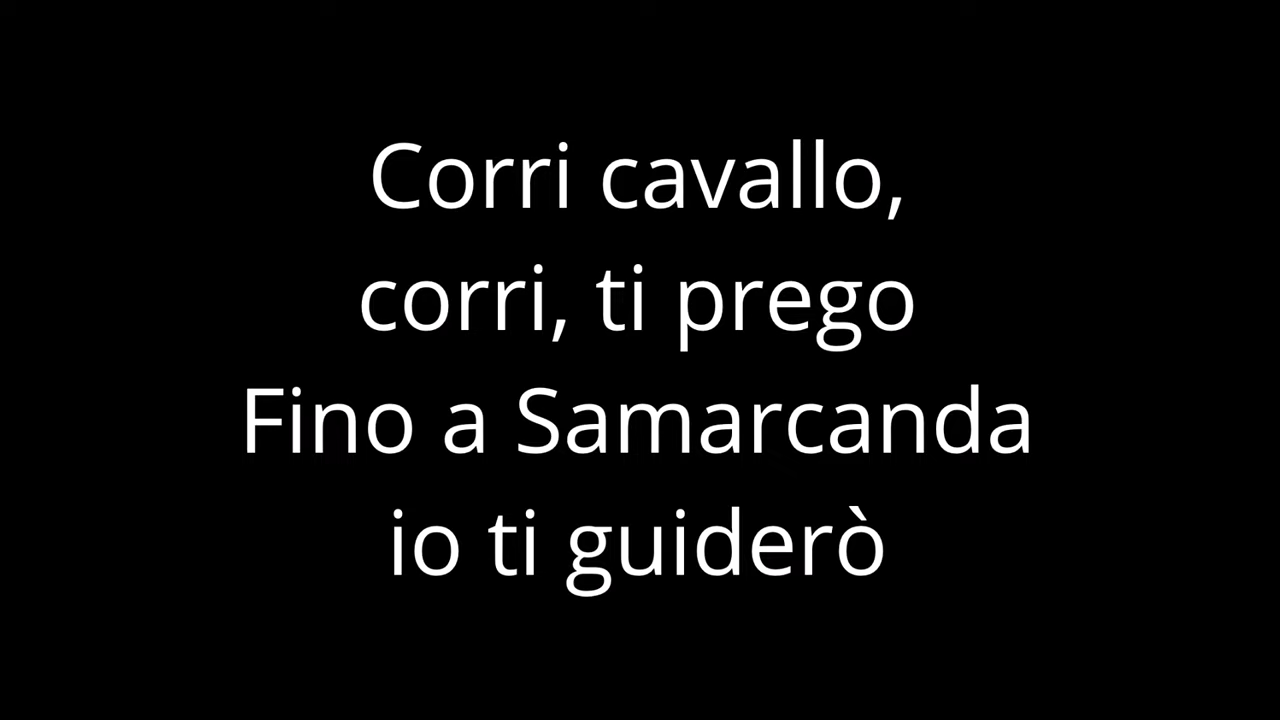 Corri cavallo,
corri, ti prego
Fino a Samarcanda
io ti guiderò